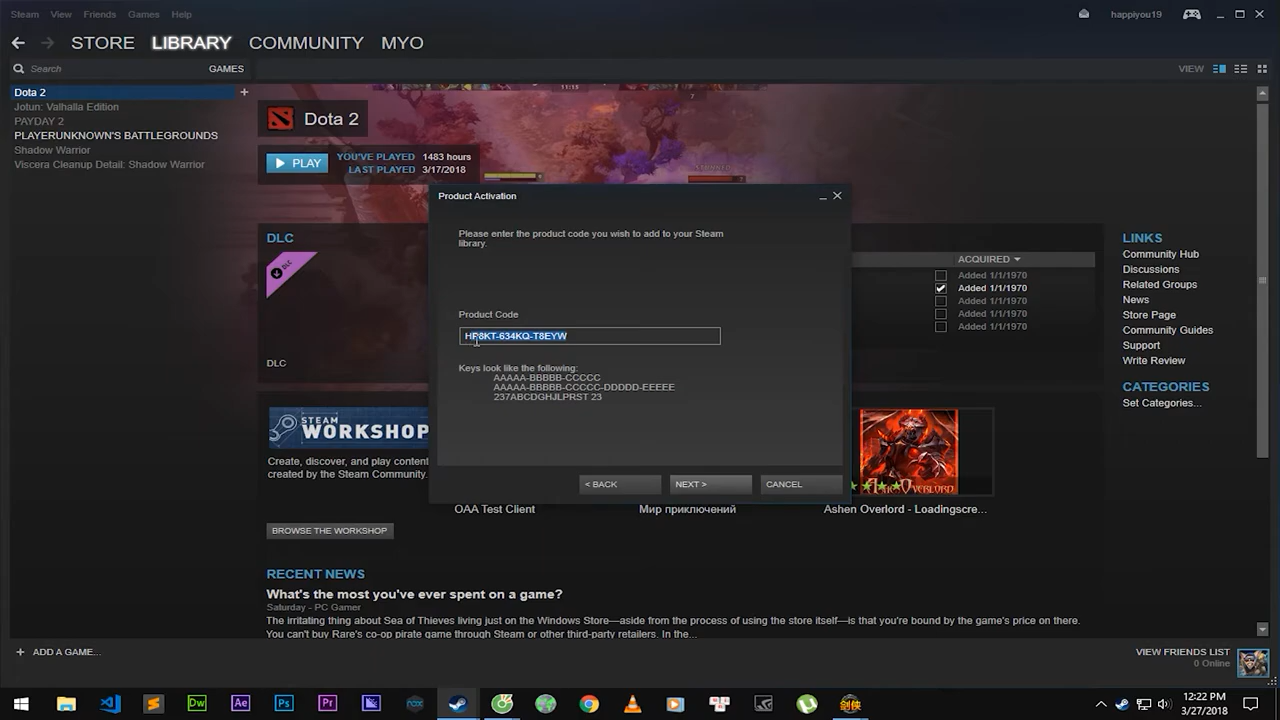 Steam View Friends Games Help happiyou19
STORE LIBRARY COMMUNITY MYO
Search GAMES VIEW
Dota 2
Jotun: Valhalla Edition
PAYDAY 2
PLAYERUNKNOWN'S BATTLEGROUNDS
Shadow Warrior
Viscera Cleanup Detail: Shadow Warrior
Dota 2
PLAY
YOU'VE PLAYED 1483 hours
LAST PLAYED 3/17/2018
DLC
DLC
DLC
Product Activation
Please enter the product code you wish to add to your Steam
library.
Product Code
HP8KT-634KQ-T8EYW
Keys look like the following:
AAAAA-BBBBB-CCCCC
AAAAA-BBBBB-CCCCC-DDDDD-EEEEE
237ABCDGHJLPRST 23
< BACK NEXT > CANCEL
ACQUIRED
Added 1/1/1970
Added 1/1/1970
Added 1/1/1970
Added 1/1/1970
Added 1/1/1970
LINKS
Community Hub
Discussions
Related Groups
News
Store Page
Community Guides
Support
Write Review
CATEGORIES
Set Categories...
STEAM
WORKSHOP
Create, discover, and play content
created by the Steam Community.
BROWSE THE WORKSHOP
OAA Test Client
Мир приключений
ASHEN OVERLORD
Ashen Overlord - Loadingscre...
RECENT NEWS
What's the most you've ever spent on a game?
Saturday - PC Gamer
The irritating thing about Sea of Thieves living just on the Windows Store—aside from the process of using the store itself—is that you're bound by the game's price on there.
You can't buy Rare's co-op pirate game through Steam or other third-party retailers. In the...
ADD A GAME...
VIEW FRIENDS LIST
0 Online
Dw Ae Ps Pr nox 剑侠
12:22 PM
3/27/2018